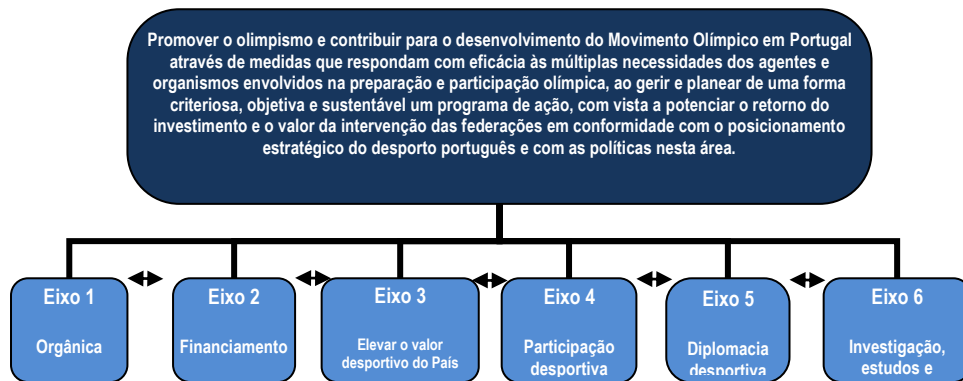 Promover o olimpismo e contribuir para o desenvolvimento do Movimento Olímpico em Portugal
através de medidas que respondam com eficácia às múltiplas necessidades dos agentes e
organismos envolvidos na preparação e participação olímpica, ao gerir e planear de uma forma
criteriosa, objetiva e sustentável um programa de ação, com vista a potenciar o retorno do
investimento e o valor da intervenção das federações em conformidade com o posicionamento
estratégico do desporto português e com as políticas nesta área.
Eixo 1
Orgânica
Eixo 2
Financiamento
Eixo 3
Elevar o valor
desportivo do País
Eixo 4
Participação
desportiva
Eixo 5
Diplomacia
desportiva
Eixo 6
Investigação,
estudos e